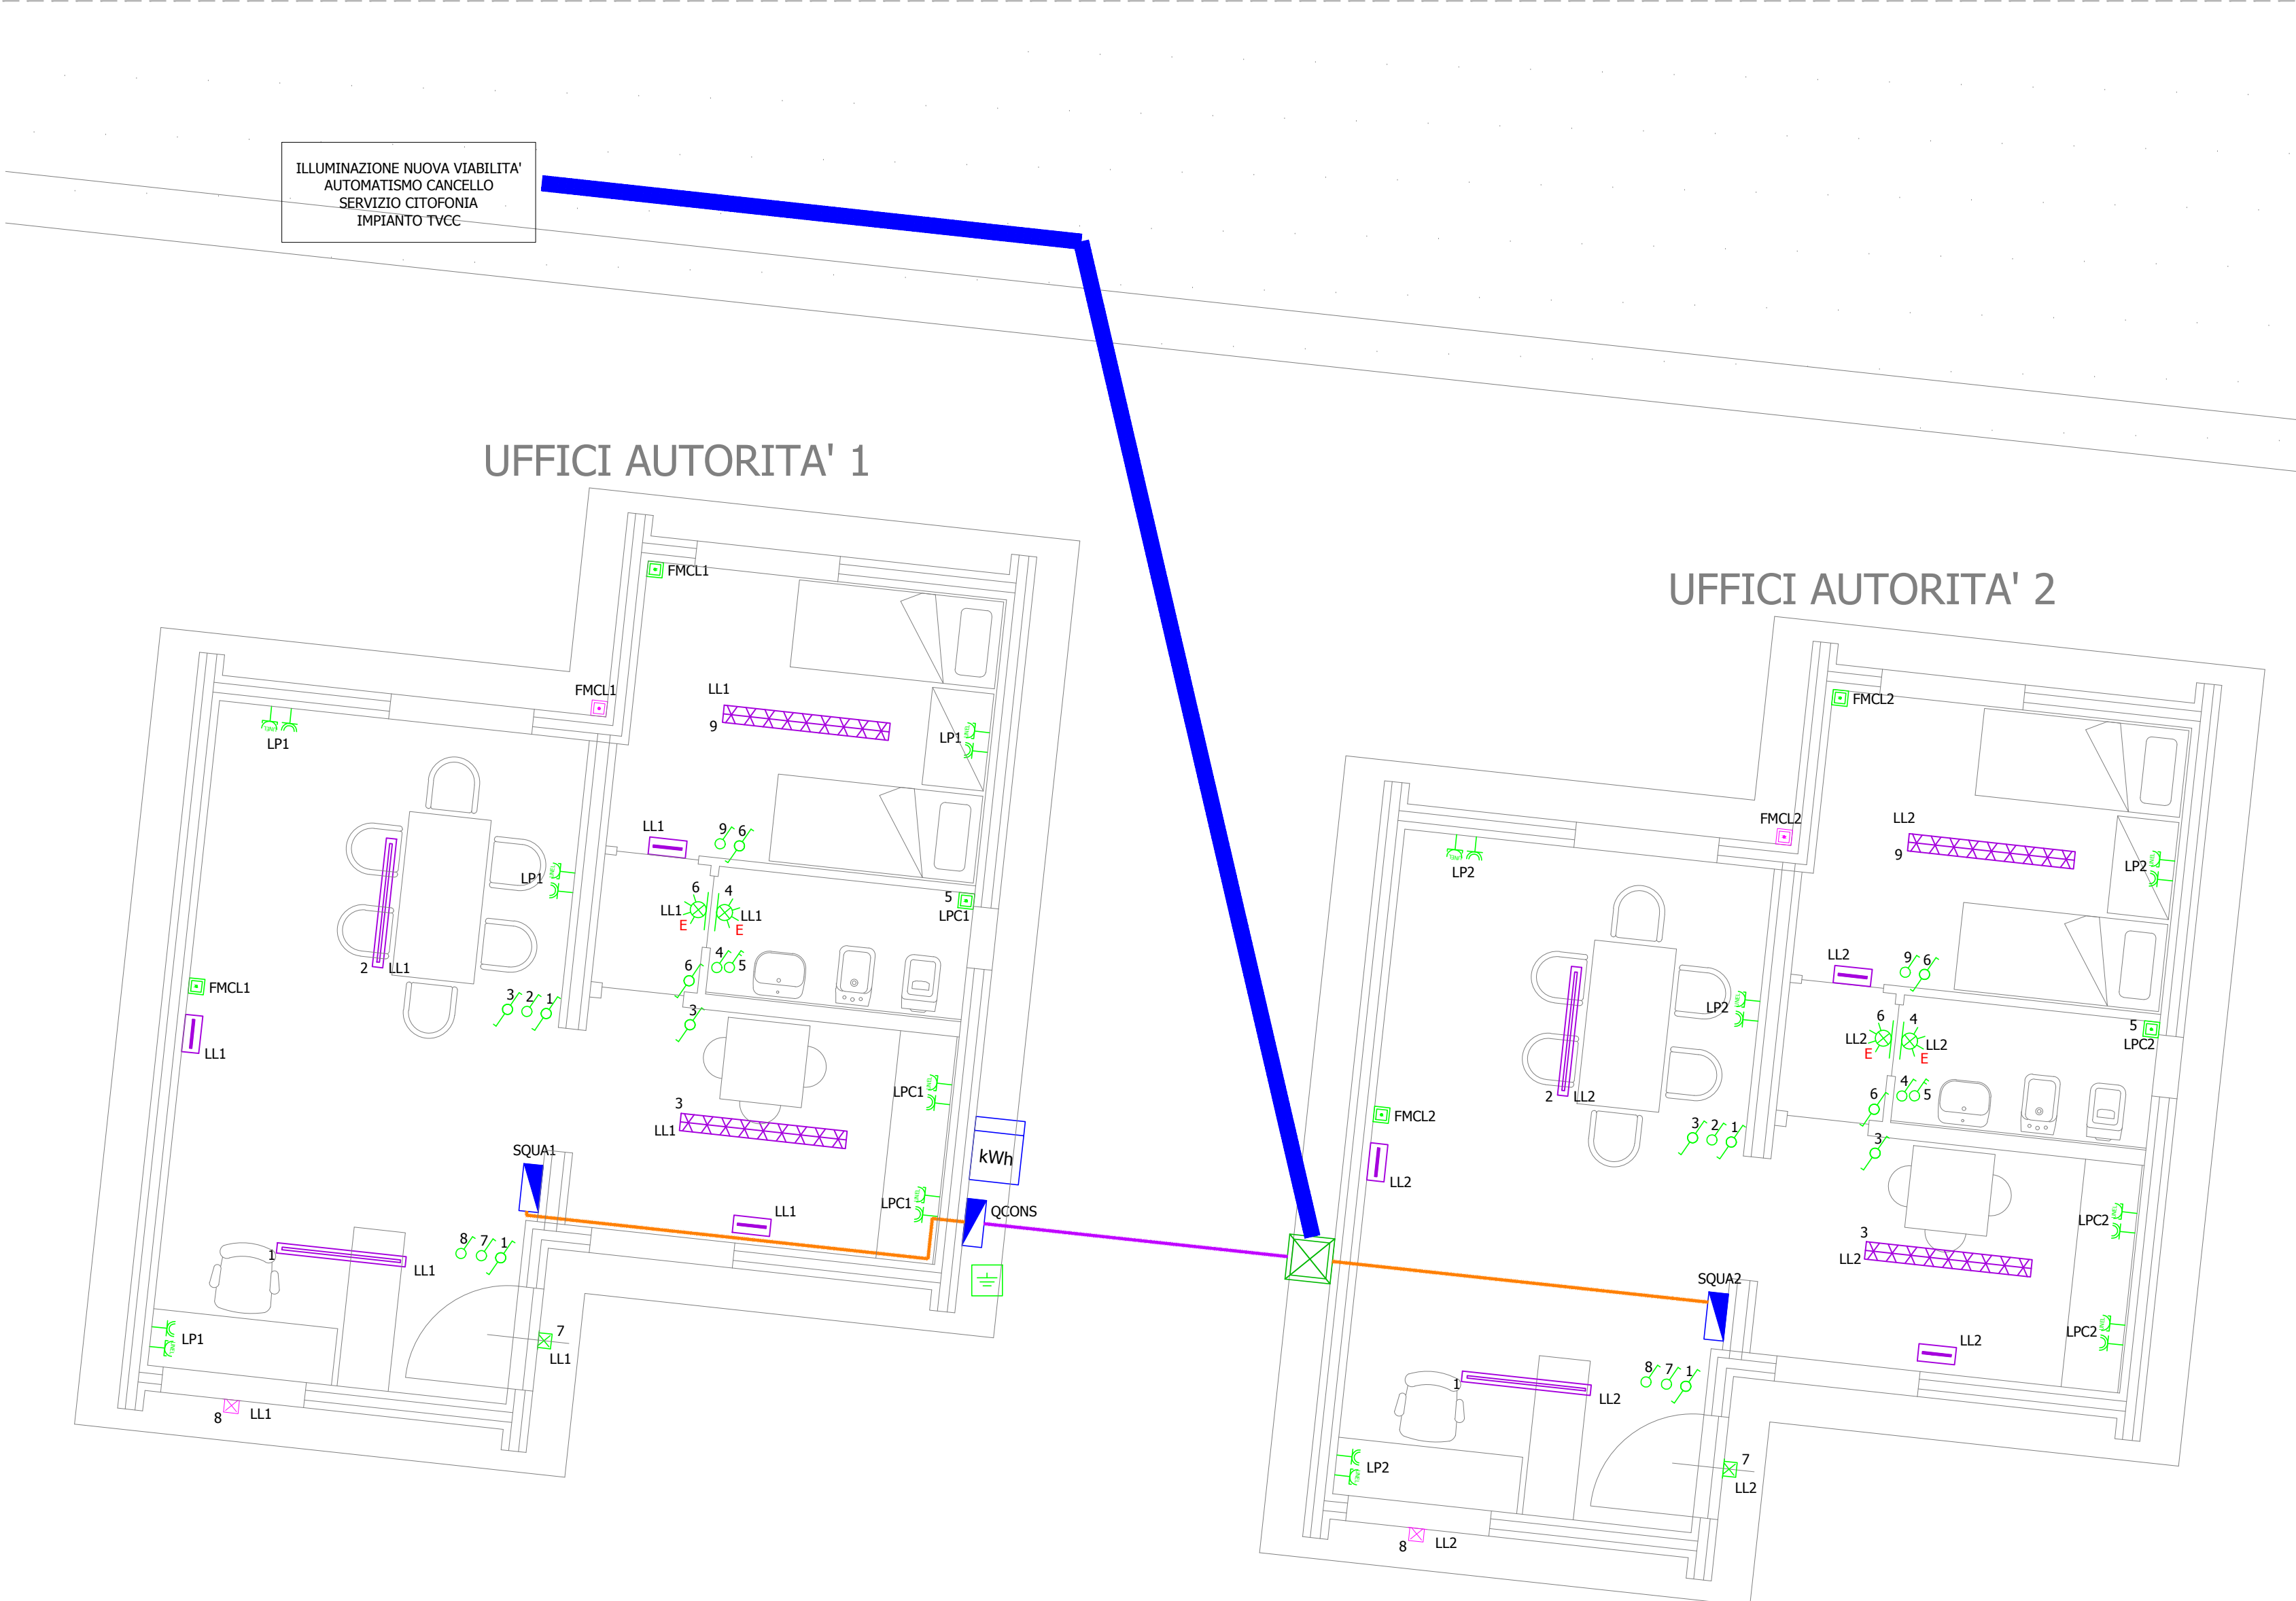 ILLUMINAZIONE NUOVA VIABILITA'
AUTOMATISMO CANCELLO
SERVIZIO CITOFONIA
IMPIANTO TVCC
UFFICI AUTORITA' 1
FMCL1
FMCL1
LL1
9
LP1
LP1
LL1
9 6
LP1
6 4
LL1 LL1
E E
5
LPC1
2 LL1
FMCL1
LL1
3 2 1
6 4 5
3
LPC1
3
LL1
kWh
SQUA1
LPC1
QCONS
LL1
8 7 1
1
LL1
LP1
7
LL1
8 LL1
UFFICI AUTORITA' 2
FMCL2
FMCL2
LL2
9
LP2
LP2
LL2
9 6
LP2
6 4
LL2 LL2
E E
5
LPC2
2 LL2
FMCL2
LL2
3 2 1
6 4 5
3
LPC2
3
LL2
SQUA2
LPC2
LL2
8 7 1
1
LL2
LP2
7
LL2
8 LL2